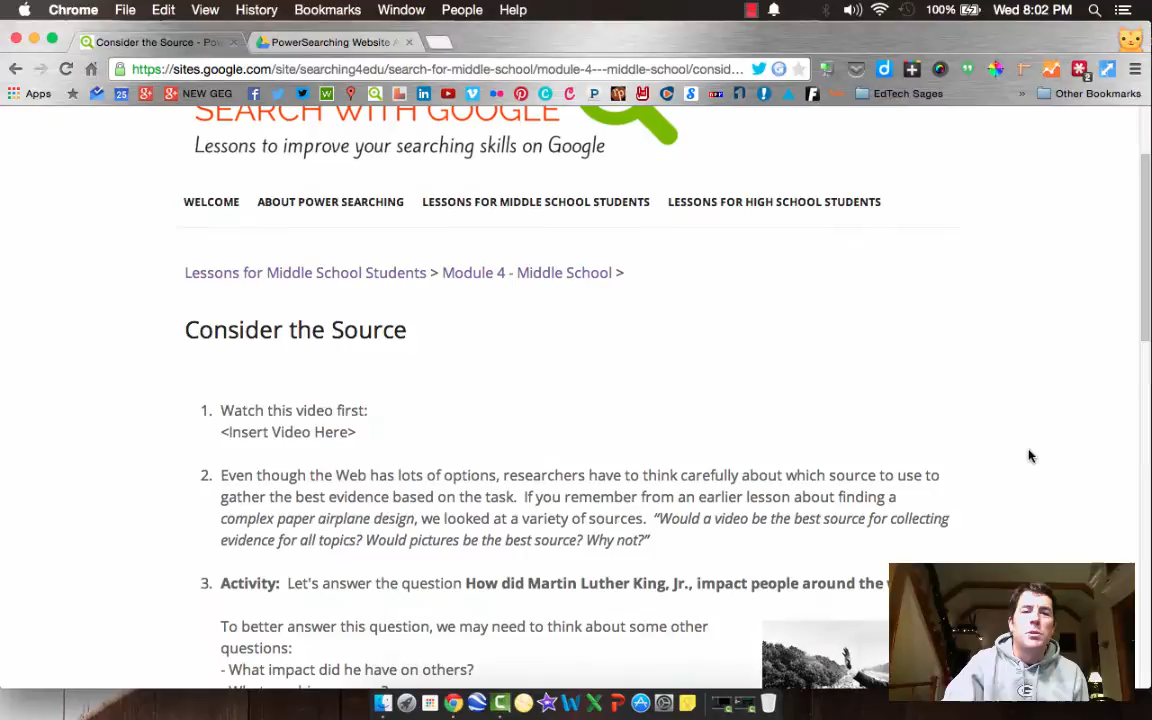 Chrome File Edit View History Bookmarks Window People Help 100% Wed 8:02 PM
Consider the Source - Pow PowerSearching Website
https://sites.google.com/site/searching4edu/search-for-middle-school/module-4---middle-school/consid...
Apps 25 NEW GEG EdTech Sages » Other Bookmarks
SEARCH WITH GOOGLE
Lessons to improve your searching skills on Google
WELCOME ABOUT POWER SEARCHING LESSONS FOR MIDDLE SCHOOL STUDENTS LESSONS FOR HIGH SCHOOL STUDENTS
Lessons for Middle School Students > Module 4 - Middle School >
Consider the Source
1. Watch this video first:
<Insert Video Here>
2. Even though the Web has lots of options, researchers have to think carefully about which source to use to
gather the best evidence based on the task. If you remember from an earlier lesson about finding a
complex paper airplane design, we looked at a variety of sources. “Would a video be the best source for collecting
evidence for all topics? Would pictures be the best source? Why not?”
3. Activity: Let's answer the question How did Martin Luther King, Jr., impact people around the
To better answer this question, we may need to think about some other
questions:
- What impact did he have on others?